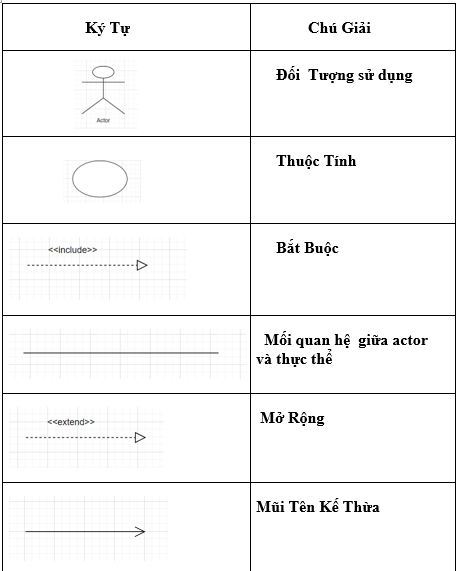 Ký Tự
Chú Giải
Actor
Đối Tượng sử dụng
Thuộc Tính
<<include>>
Bắt Buộc
Mối quan hệ giữa actor
và thực thể
<<extend>>
Mở Rộng
Mũi Tên Kế Thừa